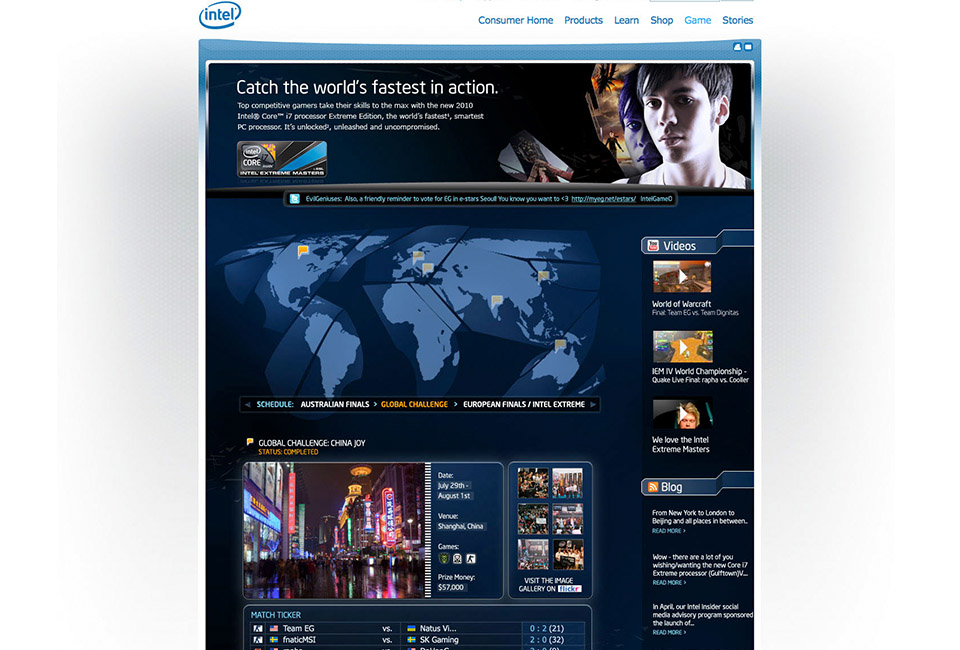 intel
Consumer Home Products Learn Shop Game Stories
Catch the world's fastest in action.
Top competitive gamers take their skills to the max with the new 2010
Intel® Core™ i7 processor Extreme Edition, the world's fastest¹, smartest
PC processor. It's unlocked², unleashed and uncompromised.
intel
CORE
INTEL EXTREME MASTERS
EvilGeniuses: Also, a friendly reminder to vote for EG in e-stars Seoul! You know you want to <3 http://myeg.net/estars/ IntelGameO
Videos
World of Warcraft
Final: Team EG vs. Team Dignitas
IEM IV World Championship -
Quake Live Final: rapha vs. Cooller
We love the Intel
Extreme Masters
SCHEDULE: AUSTRALIAN FINALS > GLOBAL CHALLENGE > EUROPEAN FINALS / INTEL EXTREME
GLOBAL CHALLENGE: CHINA JOY
STATUS: COMPLETED
Date:
July 29th -
August 1st
Venue:
Shanghai, China
Games:
Prize Money:
$57,000
VISIT THE IMAGE
GALLERY ON flickr
Blog
From New York to London to
Beijing and all places in between..
READ MORE >
Wow - there are a lot of you
wishing/wanting the new Core i7
Extreme processor (Gulftown)V...
READ MORE >
In April, our Intel Insider social
media advisory program sponsored
the launch of...
READ MORE >
MATCH TICKER
Team EG vs. Natus Vi... 0 : 2 (21)
fnaticMSI vs. SK Gaming 2 : 0 (32)